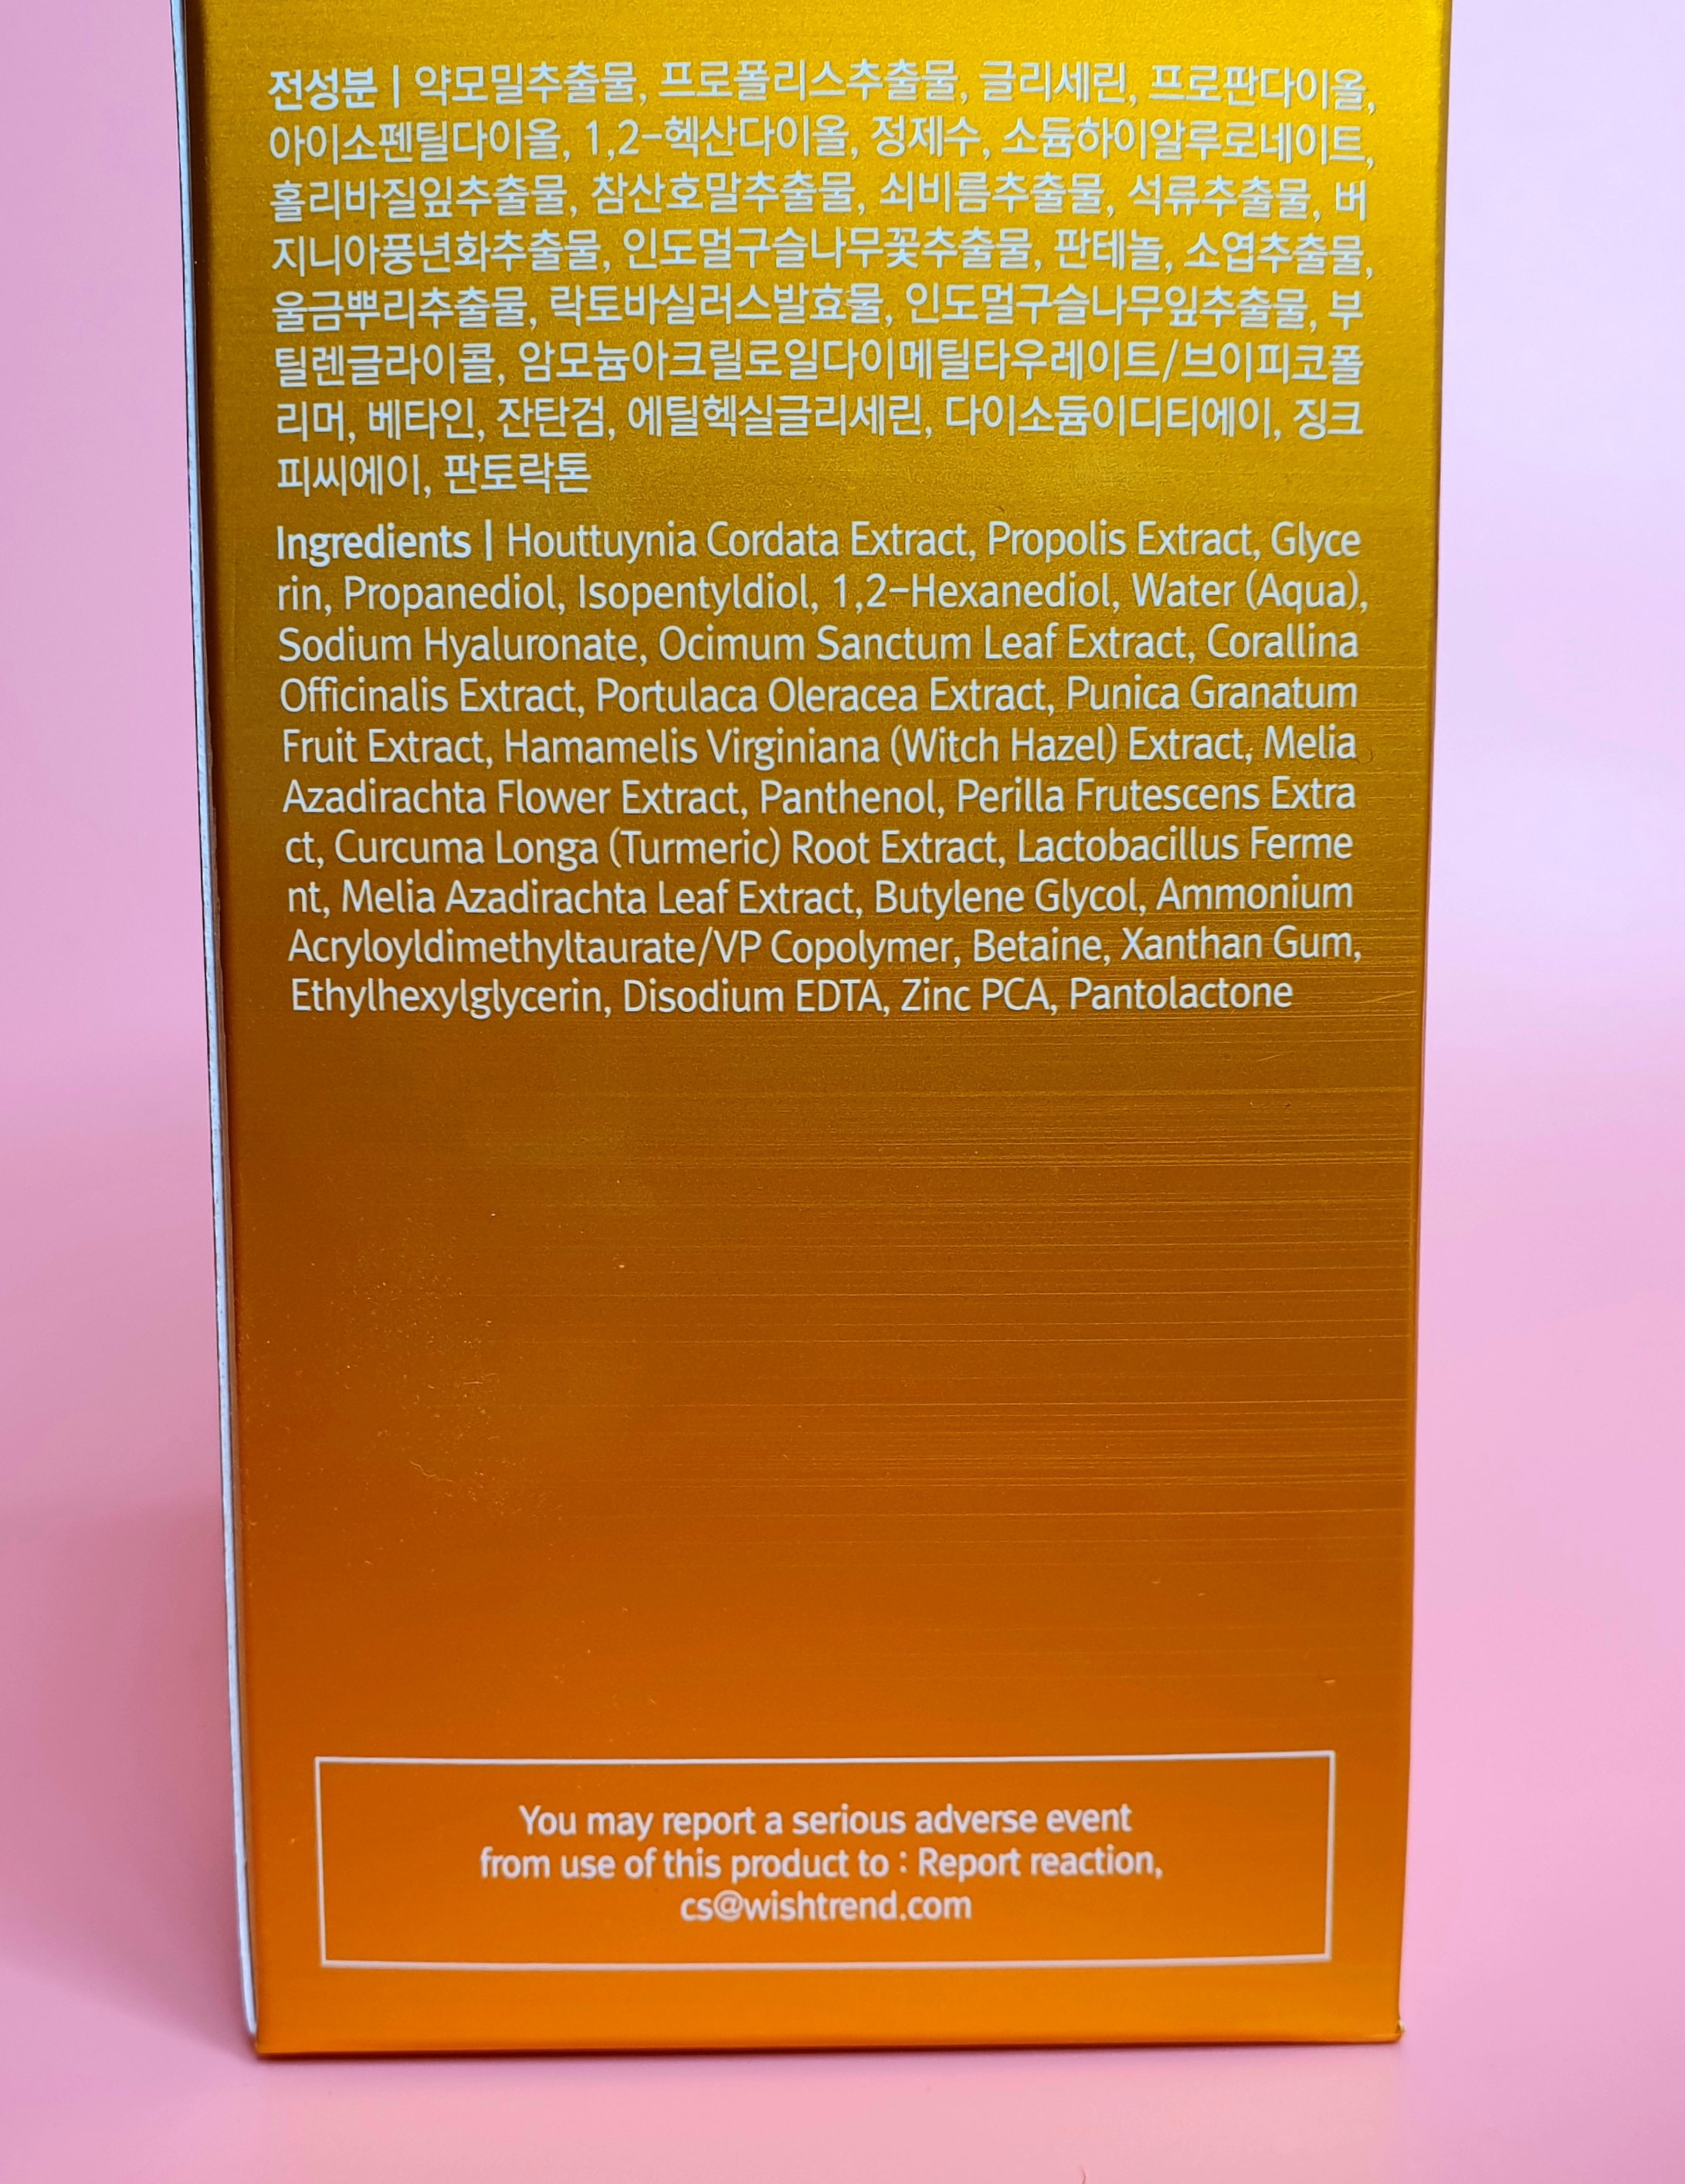 전성분 | 약모밀추출물, 프로폴리스추출물, 글리세린, 프로판다이올,
아이소펜틸다이올, 1,2-헥산다이올, 정제수, 소듐하이알루로네이트,
홀리바질잎추출물, 참산호말추출물, 쇠비름추출물, 석류추출물, 버
지니아풍년화추출물, 인도멀구슬나무꽃추출물, 판테놀, 소엽추출물,
울금뿌리추출물, 락토바실러스발효물, 인도멀구슬나무잎추출물, 부
틸렌글라이콜, 암모늄아크릴로일다이메틸타우레이트/브이피코폴
리머, 베타인, 잔탄검, 에틸헥실글리세린, 다이소듐이디티에이, 징크
피씨에이, 판토락톤
Ingredients | Houttuynia Cordata Extract, Propolis Extract, Glyce
rin, Propanediol, Isopentyldiol, 1,2-Hexanediol, Water (Aqua),
Sodium Hyaluronate, Ocimum Sanctum Leaf Extract, Corallina
Officinalis Extract, Portulaca Oleracea Extract, Punica Granatum
Fruit Extract, Hamamelis Virginiana (Witch Hazel) Extract, Melia
Azadirachta Flower Extract, Panthenol, Perilla Frutescens Extra
ct, Curcuma Longa (Turmeric) Root Extract, Lactobacillus Ferme
nt, Melia Azadirachta Leaf Extract, Butylene Glycol, Ammonium
Acryloyldimethyltaurate/VP Copolymer, Betaine, Xanthan Gum,
Ethylhexylglycerin, Disodium EDTA, Zinc PCA, Pantolactone
You may report a serious adverse event
from use of this product to : Report reaction,
cs@wishtrend.com